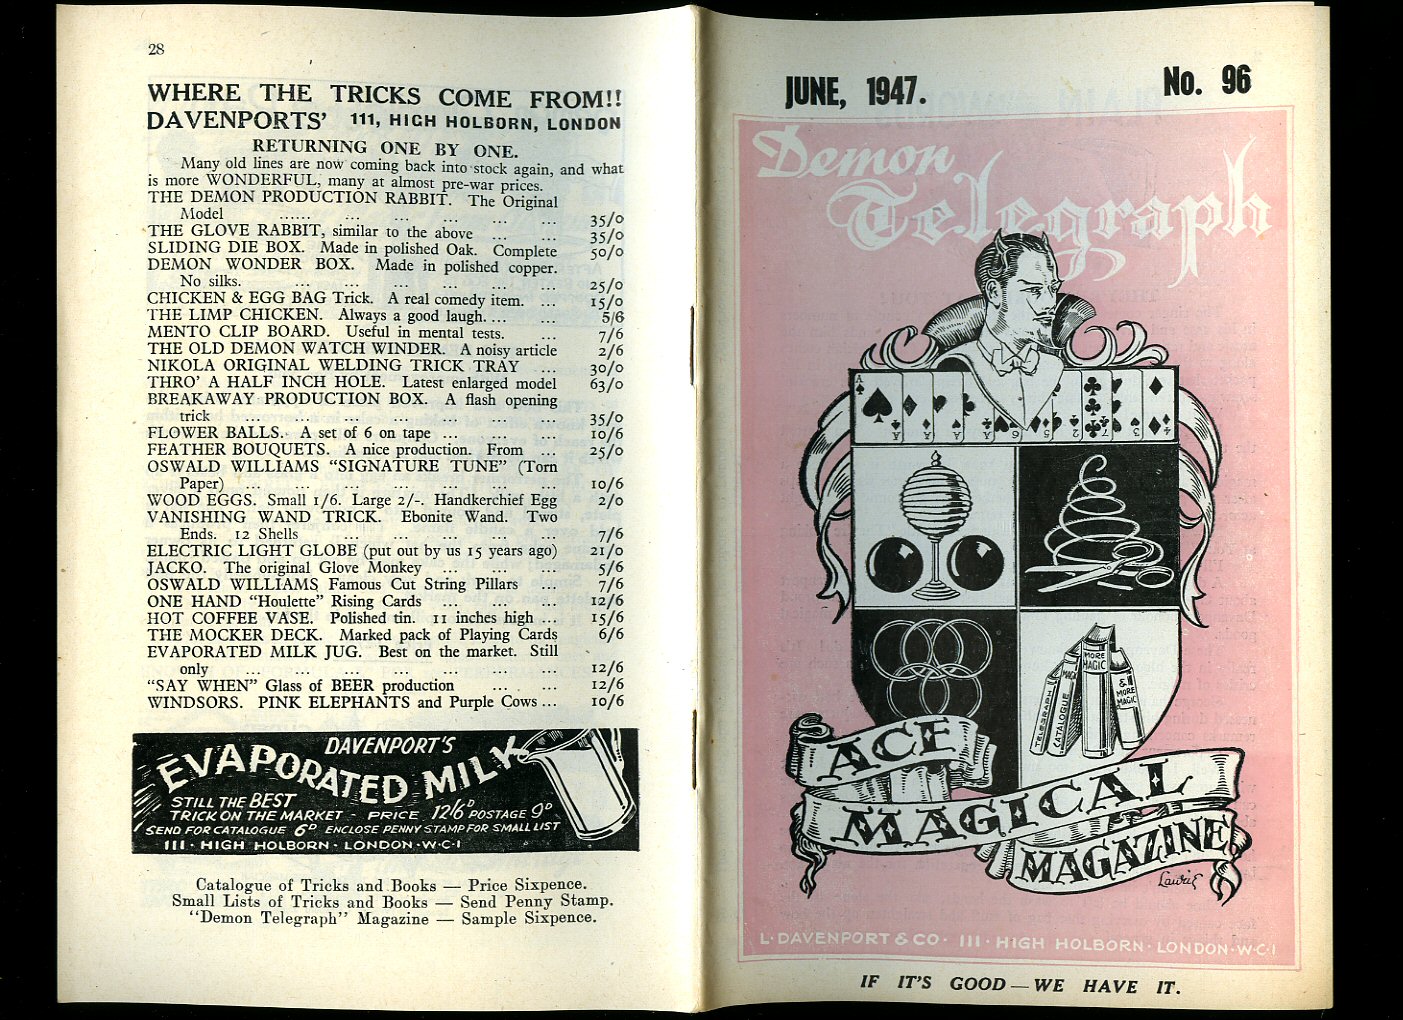 28
WHERE THE TRICKS COME FROM!!
DAVENPORTS' 111, HIGH HOLBORN, LONDON
RETURNING ONE BY ONE.
Many old lines are now coming back into stock again, and what
is more WONDERFUL, many at almost pre-war prices.
THE DEMON PRODUCTION RABBIT. The Original
Model ...... ... ... ... ... ... 35/0
THE GLOVE RABBIT, similar to the above ... ... 35/0
SLIDING DIE BOX. Made in polished Oak. Complete 50/0
DEMON WONDER BOX. Made in polished copper.
No silks. ... ... ... ... ... ... 25/0
CHICKEN & EGG BAG Trick. A real comedy item. ... 15/0
THE LIMP CHICKEN. Always a good laugh. ... ... 5/6
MENTO CLIP BOARD. Useful in mental tests. ... 7/6
THE OLD DEMON WATCH WINDER. A noisy article 2/6
NIKOLA ORIGINAL WELDING TRICK TRAY ... 30/0
THRO' A HALF INCH HOLE. Latest enlarged model 63/0
BREAKAWAY PRODUCTION BOX. A flash opening
trick ... ... ... ... ... ... ... 35/0
FLOWER BALLS. A set of 6 on tape ... ... ... 10/6
FEATHER BOUQUETS. A nice production. From ... 25/0
OSWALD WILLIAMS "SIGNATURE TUNE" (Torn
Paper) ... ... ... ... ... ... ... 10/6
WOOD EGGS. Small 1/6. Large 2/-. Handkerchief Egg 2/0
VANISHING WAND TRICK. Ebonite Wand. Two
Ends. 12 Shells ... ... ... ... ... 7/6
ELECTRIC LIGHT GLOBE (put out by us 15 years ago) 21/0
JACKO. The original Glove Monkey ... ... ... 5/6
OSWALD WILLIAMS Famous Cut String Pillars ... 7/6
ONE HAND "Houlette" Rising Cards ... ... ... 12/6
HOT COFFEE VASE. Polished tin. 11 inches high ... 15/6
THE MOCKER DECK. Marked pack of Playing Cards 6/6
EVAPORATED MILK JUG. Best on the market. Still
only ... ... ... ... ... ... ... 12/6
"SAY WHEN" Glass of BEER production ... ... 12/6
WINDSORS. PINK ELEPHANTS and Purple Cows ... 10/6
DAVENPORT'S
EVAPORATED MILK
STILL THE BEST
TRICK ON THE MARKET - PRICE 12/6D POSTAGE 9D
SEND FOR CATALOGUE 6D ENCLOSE PENNY STAMP FOR SMALL LIST
111 · HIGH HOLBORN · LONDON · W·C·1
Catalogue of Tricks and Books — Price Sixpence.
Small Lists of Tricks and Books — Send Penny Stamp.
"Demon Telegraph" Magazine — Sample Sixpence.
JUNE, 1947. No. 96
Demon
Telegraph
MORE
MAGIC
MAGIC
& MORE
MAGIC
TELEGRAPH
CATALOGUE
ACE
MAGICAL
MAGAZINE
Laurie
L. DAVENPORT & CO · 111 · HIGH HOLBORN · LONDON · W·C·1
IF IT'S GOOD — WE HAVE IT.